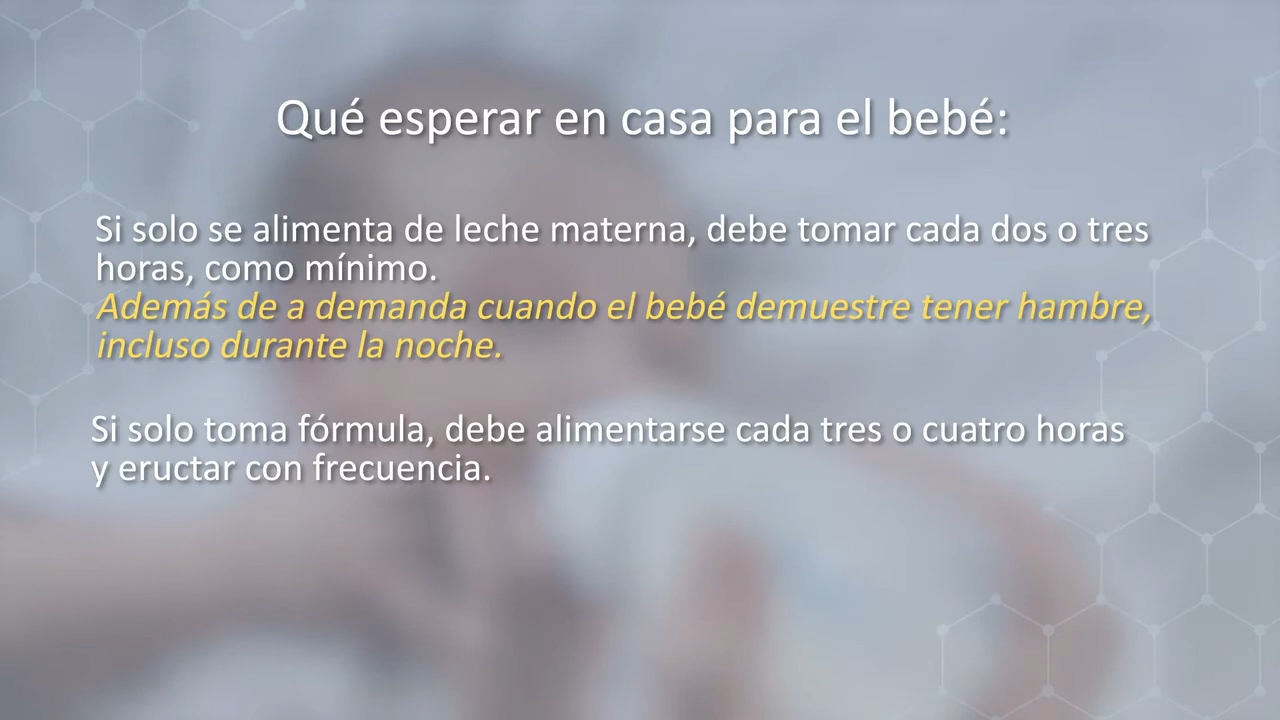 Qué esperar en casa para el bebé:
Si solo se alimenta de leche materna, debe tomar cada dos o tres
horas, como mínimo.
Además de a demanda cuando el bebé demuestre tener hambre,
incluso durante la noche.
Si solo toma fórmula, debe alimentarse cada tres o cuatro horas
y eructar con frecuencia.